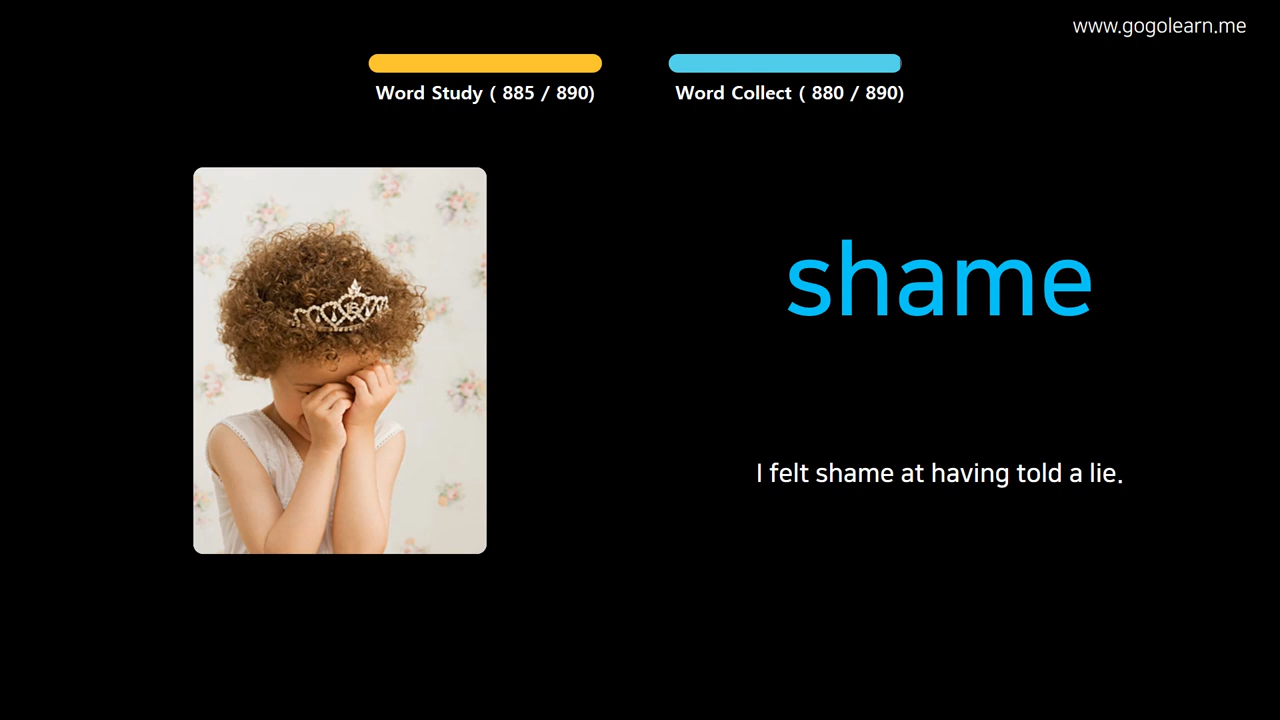 www.gogolearn.me
Word Study ( 885 / 890)
Word Collect ( 880 / 890)
shame
I felt shame at having told a lie.